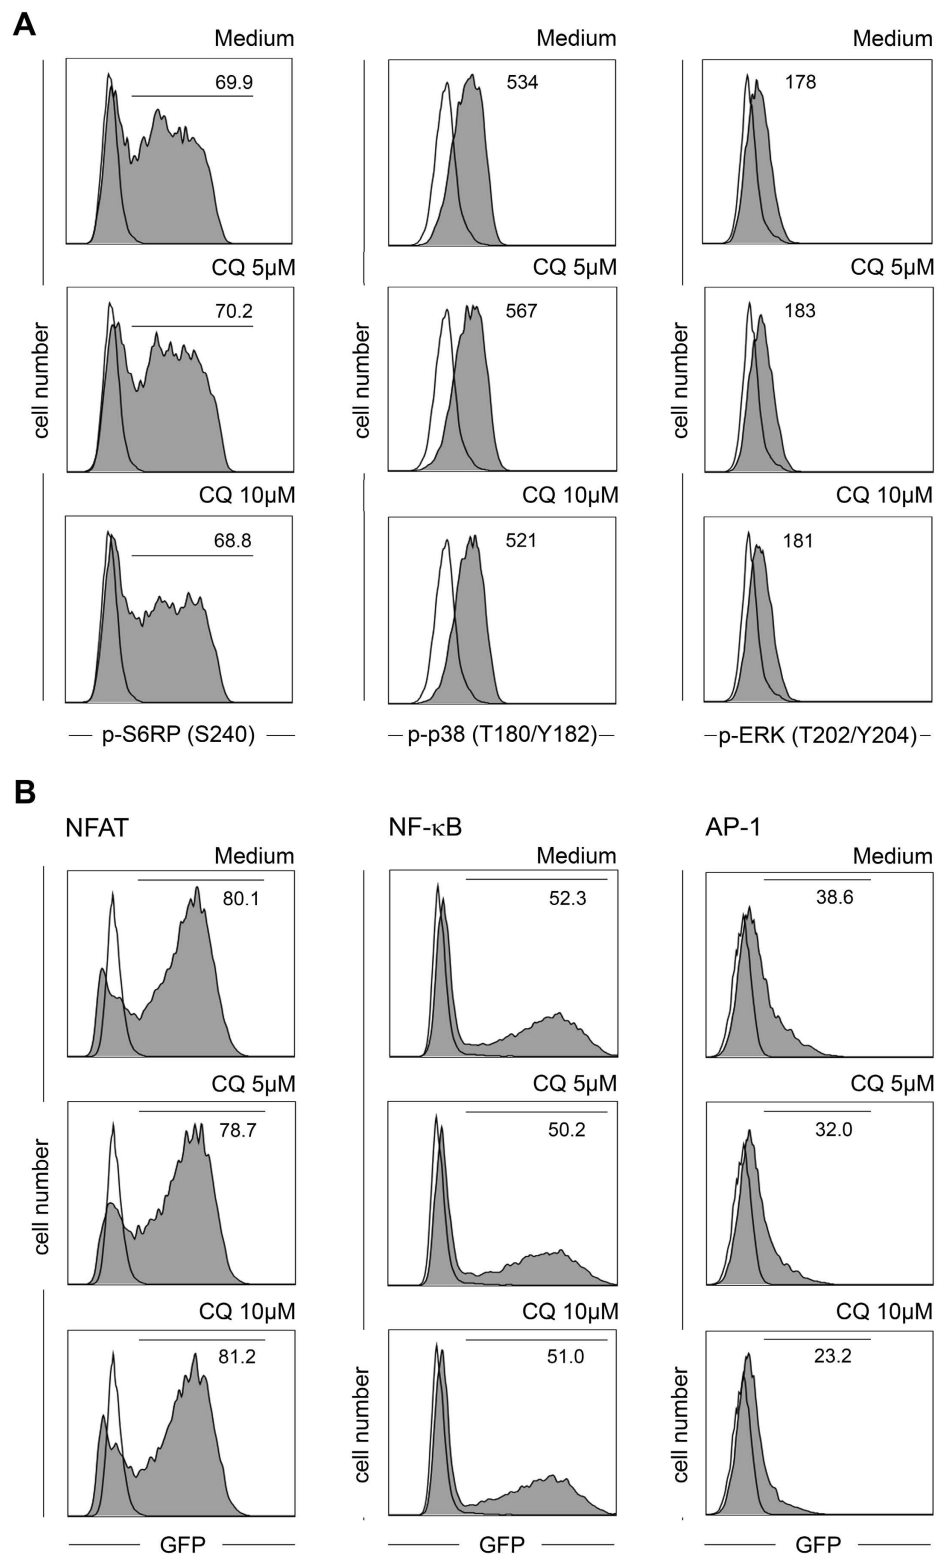 A
Medium Medium Medium
69.9 534 178
CQ 5µM CQ 5µM CQ 5µM
70.2 567 183
cell number cell number cell number
CQ 10µM CQ 10µM CQ 10µM
68.8 521 181
p-S6RP (S240) p-p38 (T180/Y182) p-ERK (T202/Y204)
B
NFAT NF-κB AP-1
Medium Medium Medium
80.1 52.3 38.6
CQ 5µM CQ 5µM CQ 5µM
78.7 50.2 32.0
cell number
CQ 10µM CQ 10µM CQ 10µM
81.2 51.0 23.2
cell number cell number
GFP GFP GFP